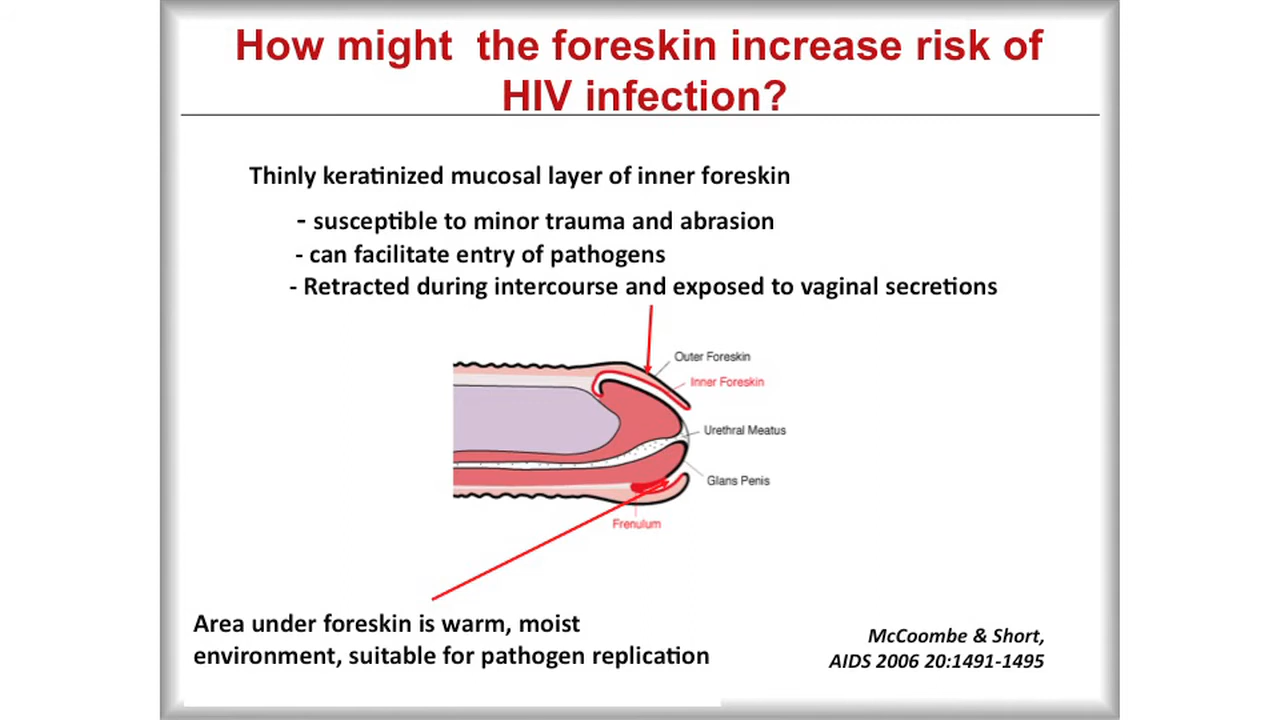 How might the foreskin increase risk of
HIV infection?
Thinly keratinized mucosal layer of inner foreskin
- susceptible to minor trauma and abrasion
- can facilitate entry of pathogens
- Retracted during intercourse and exposed to vaginal secretions
Outer Foreskin
Inner Foreskin
Urethral Meatus
Glans Penis
Frenulum
Area under foreskin is warm, moist
environment, suitable for pathogen replication
McCoombe & Short,
AIDS 2006 20:1491-1495